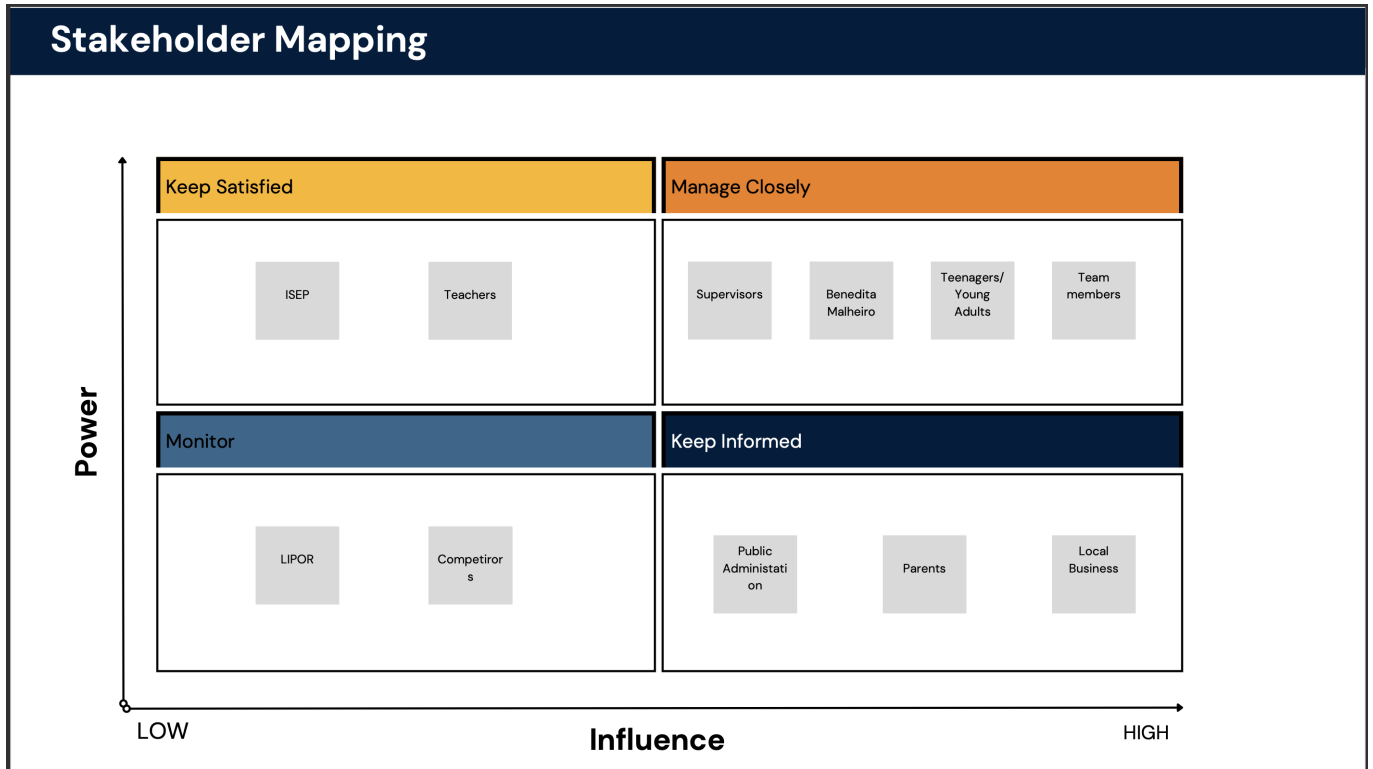 Stakeholder Mapping
Keep Satisfied
Manage Closely
ISEP
Teachers
Supervisors
Benedita
Malheiro
Teenagers/
Young
Adults
Team
members
Power
Monitor
Keep Informed
LIPOR
Competiror
s
Public
Administati
on
Parents
Local
Business
LOW
Influence
HIGH